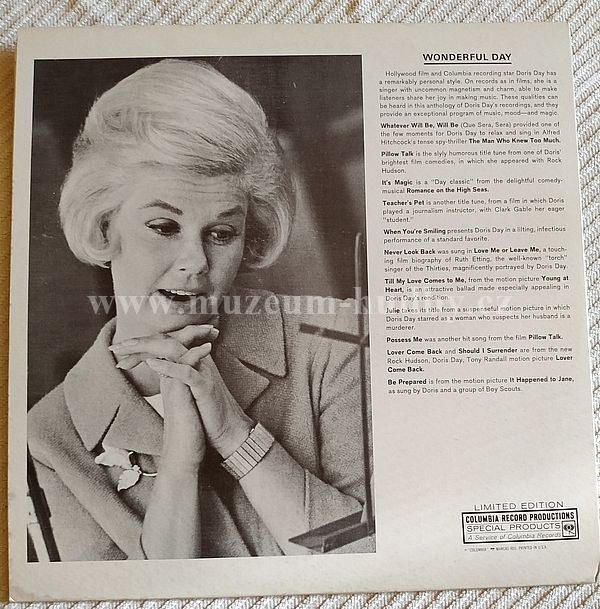 WONDERFUL DAY
Hollywood film and Columbia recording star Doris Day has
a remarkably personal style. On records as in films, she is a
singer with uncommon magnetism and charm, able to make
listeners share her joy in making music. These qualities can
be heard in this anthology of Doris Day's recordings, and they
provide an exceptional program of music, mood—and magic.
Whatever Will Be, Will Be (Que Sera, Sera) provided one of
the few moments for Doris Day to relax and sing in Alfred
Hitchcock's tense spy-thriller The Man Who Knew Too Much.
Pillow Talk is the slyly humorous title tune from one of Doris'
brightest film comedies, in which she appeared with Rock
Hudson.
It's Magic is a "Day classic" from the delightful comedy-
musical Romance on the High Seas.
Teacher's Pet is another title tune, from a film in which Doris
played a journalism instructor, with Clark Gable her eager
"student."
When You're Smiling presents Doris Day in a lilting, infectious
performance of a standard favorite.
Never Look Back was sung in Love Me or Leave Me, a touch-
ing film biography of Ruth Etting, the well-known "torch"
singer of the Thirties, magnificently portrayed by Doris Day.
Till My Love Comes to Me, from the motion picture Young at
Heart, is an attractive ballad made especially appealing in
Doris Day's rendition.
Julie takes its title from a suspenseful motion picture in which
Doris Day starred as a woman who suspects her husband is a
murderer.
Possess Me was another hit song from the film Pillow Talk.
Lover Come Back and Should I Surrender are from the new
Rock Hudson, Doris Day, Tony Randall motion picture Lover
Come Back.
Be Prepared is from the motion picture It Happened to Jane,
as sung by Doris and a group of Boy Scouts.
LIMITED EDITION
COLUMBIA RECORD PRODUCTIONS
SPECIAL PRODUCTS
A Service of Columbia Records
"COLUMBIA", MARCAS REG. PRINTED IN U.S.A.